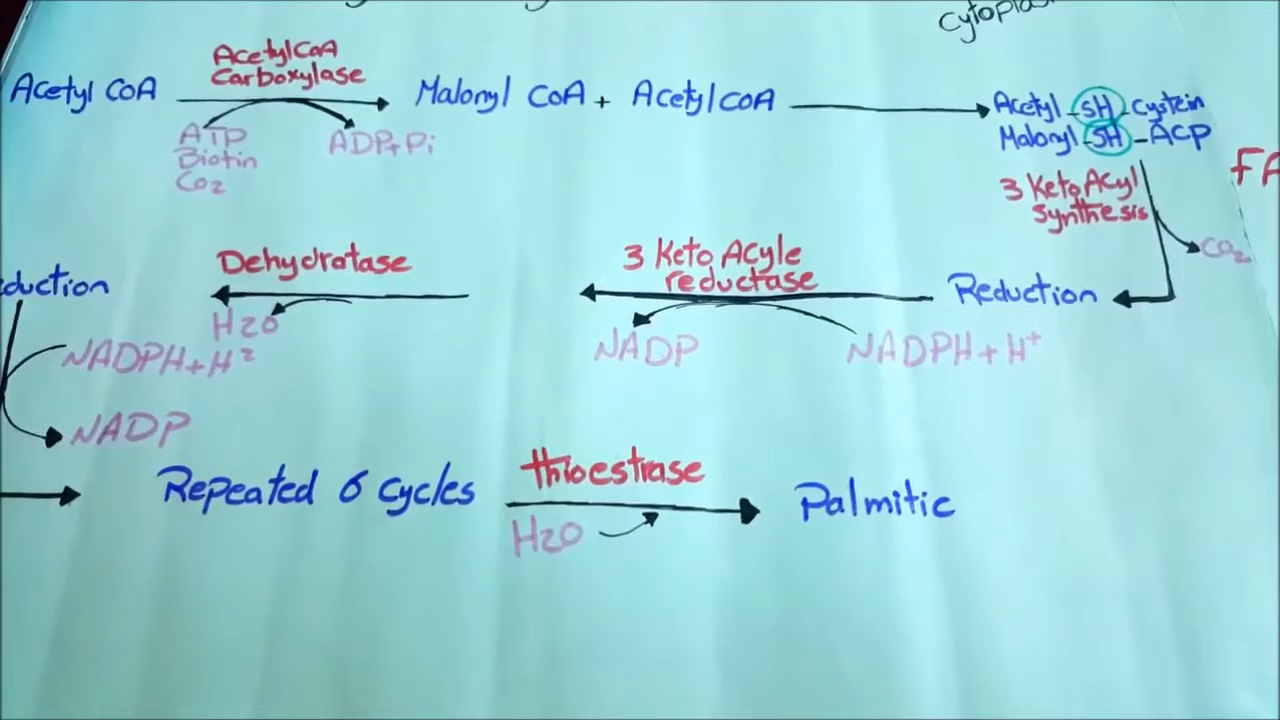 Cytoplas
Acetyl CoA
Acetyl CoA
Carboxylase
ATP
Biotin
Co2
ADP+Pi
Malonyl CoA + Acetyl CoA
Acetyl - SH - Cystein
Malonyl - SH - ACP
3 Keto Acyl
synthesis
CO2
FA
Reduction
3 Keto Acyle
reductase
NADPH + H+
NADP
Dehydratase
H2O
duction
NADPH+H2
NADP
Repeated 6 cycles
thioestrase
H2O
Palmitic